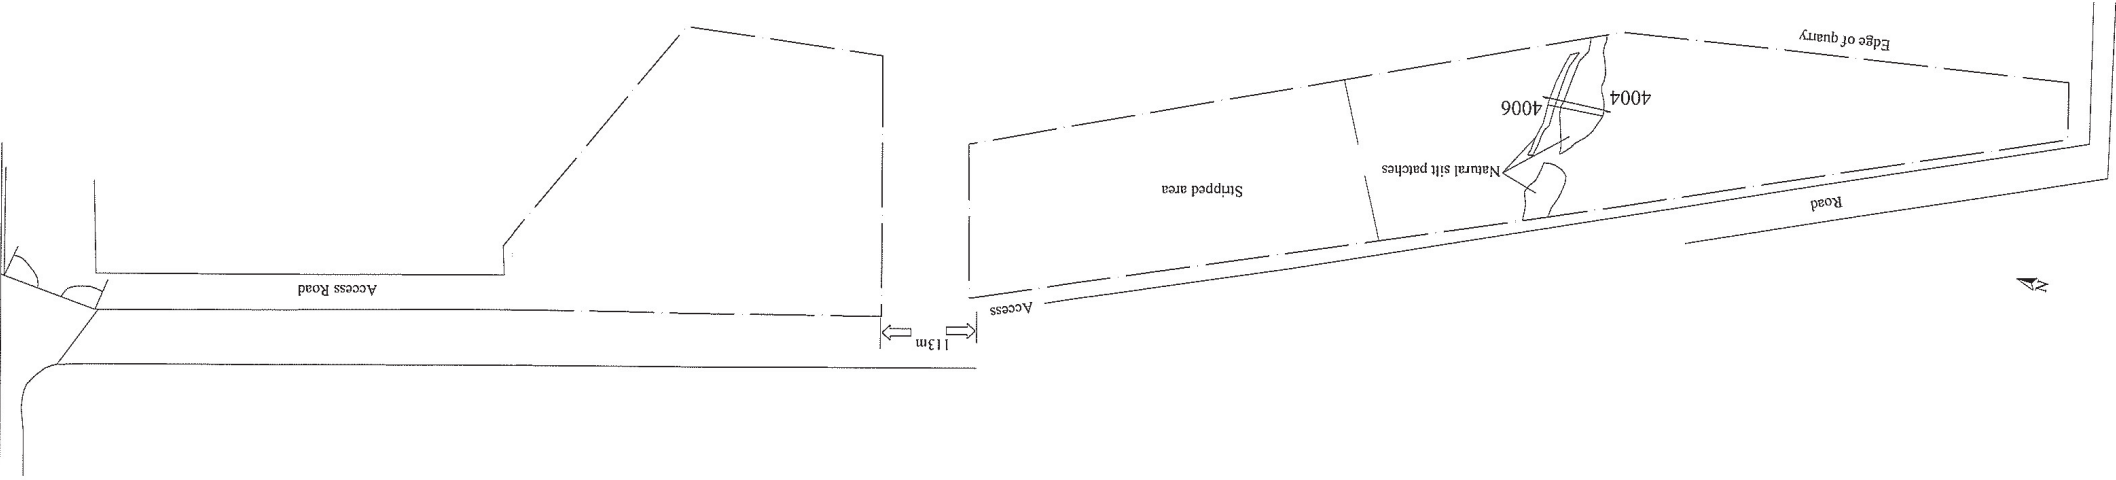 N
113m
Access
Access Road
Road
Stripped area
Natural silt patches
4006
4004
Edge of quarry